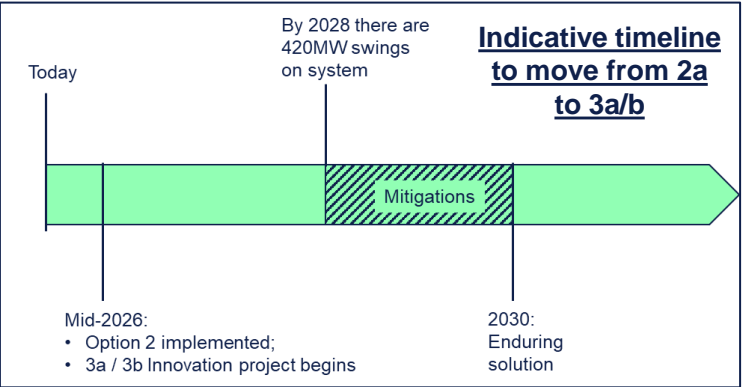 Indicative timeline
to move from 2a
to 3a/b
Today
By 2028 there are
420MW swings
on system
Mitigations
Mid-2026:
• Option 2 implemented;
• 3a / 3b Innovation project begins
2030:
Enduring
solution